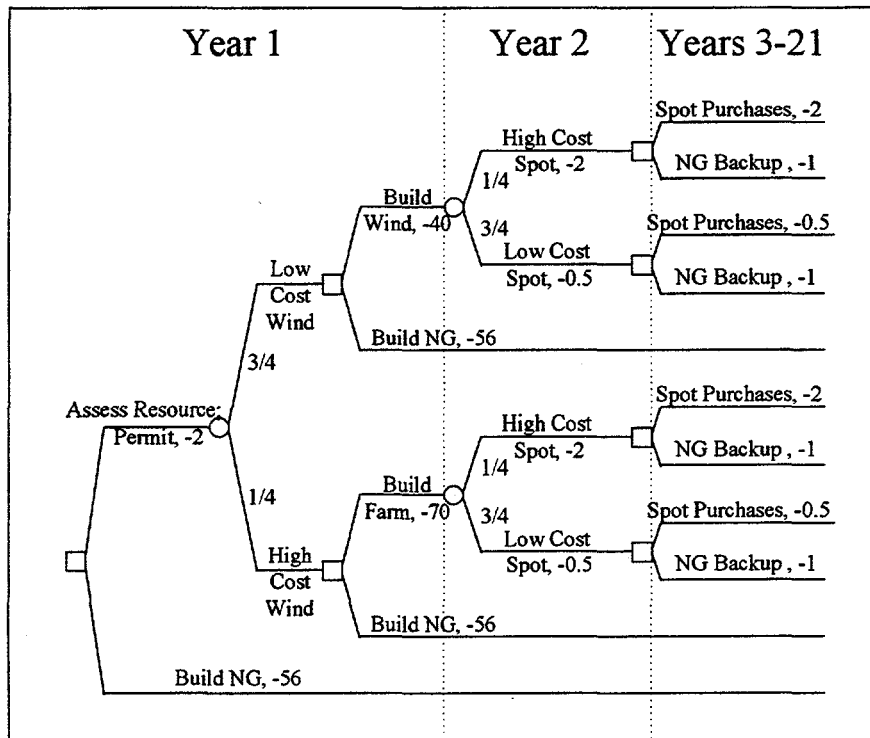 Year 1
Year 2
Years 3-21
Spot Purchases, -2
High Cost
Spot, -2
NG Backup , -1
1/4
Build
Wind, -40
3/4
Spot Purchases, -0.5
Low Cost
Spot, -0.5
NG Backup , -1
Low
Cost
Wind
Build NG, -56
3/4
Assess Resource;
Permit, -2
Spot Purchases, -2
High Cost
Spot, -2
NG Backup , -1
1/4
1/4
Build
Farm, -70
3/4
Spot Purchases, -0.5
Low Cost
Spot, -0.5
NG Backup , -1
High
Cost
Wind
Build NG, -56
Build NG, -56